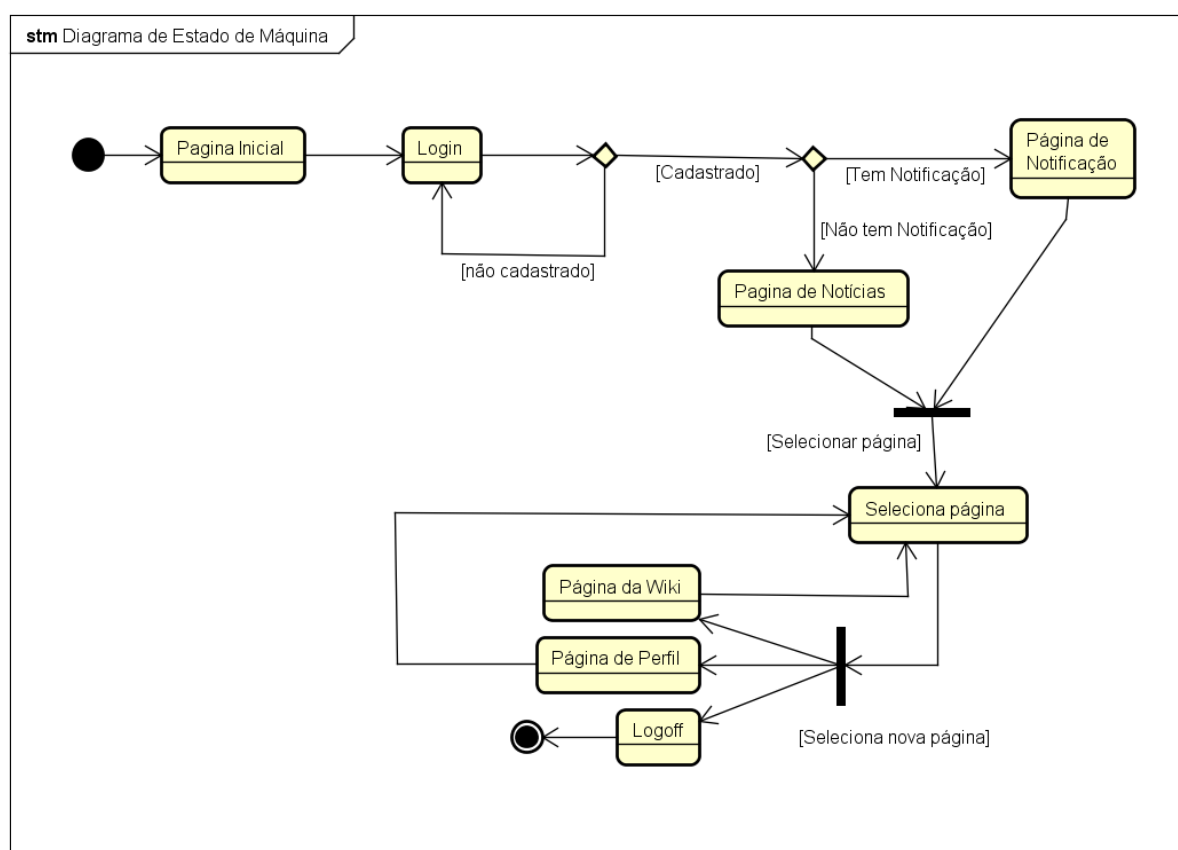 stm Diagrama de Estado de Máquina
Pagina Inicial
Login
[Cadastrado]
[Tem Notificação]
Página de
Notificação
[não cadastrado]
[Não tem Notificação]
Pagina de Notícias
[Selecionar página]
Seleciona página
Página da Wiki
Página de Perfil
Logoff
[Seleciona nova página]